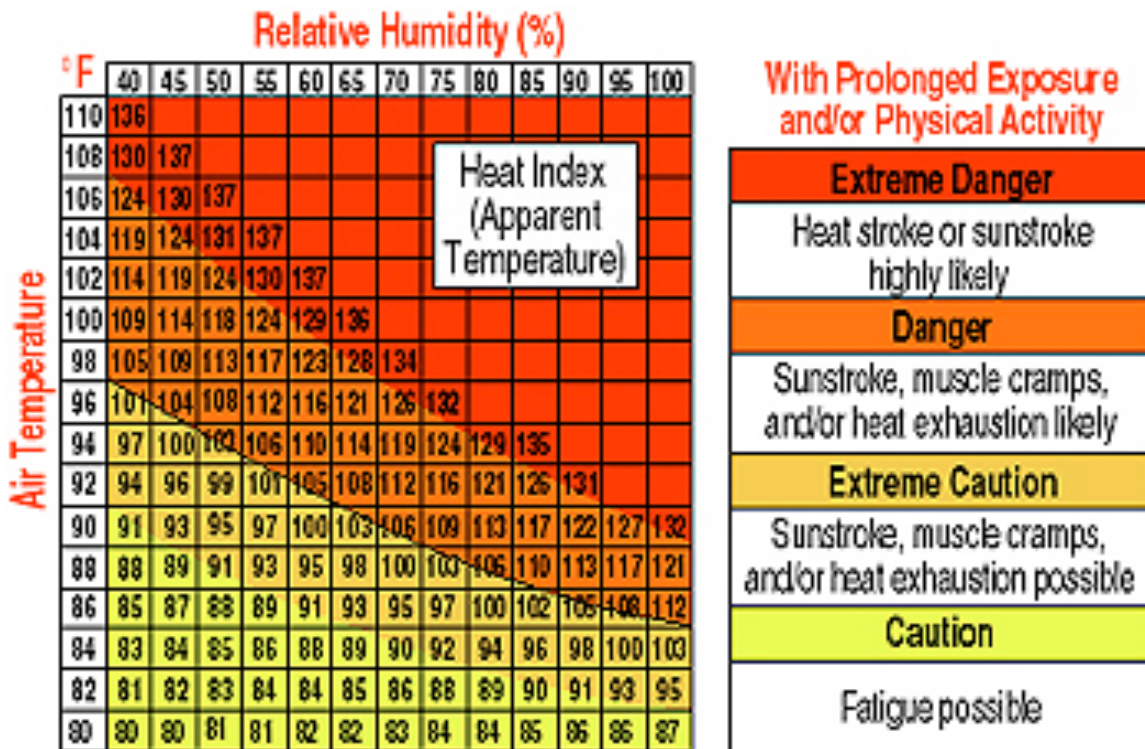 Relative Humidity (%)
°F 40 45 50 55 60 65 70 75 80 85 90 95 100
110 136
108 130 137
106 124 130 137
104 119 124 131 137
102 114 119 124 130 137
100 109 114 118 124 129 136
98 105 109 113 117 123 128 134
96 101 104 108 112 116 121 126 132
94 97 100 103 106 110 114 119 124 129 135
92 94 96 99 101 105 108 112 116 121 126 131
90 91 93 95 97 100 103 106 109 113 117 122 127 132
88 88 89 91 93 95 98 100 103 106 110 113 117 121
86 85 87 88 89 91 93 95 97 100 102 105 108 112
84 83 84 85 86 88 89 90 92 94 96 98 100 103
82 81 82 83 84 84 85 86 88 89 90 91 93 95
80 80 80 81 81 82 82 83 84 84 85 86 86 87
Air Temperature
Heat Index
(Apparent
Temperature)
With Prolonged Exposure
and/or Physical Activity
Extreme Danger
Heat stroke or sunstroke
highly likely
Danger
Sunstroke, muscle cramps,
and/or heat exhaustion likely
Extreme Caution
Sunstroke, muscle cramps,
and/or heat exhaustion possible
Caution
Fatigue possible